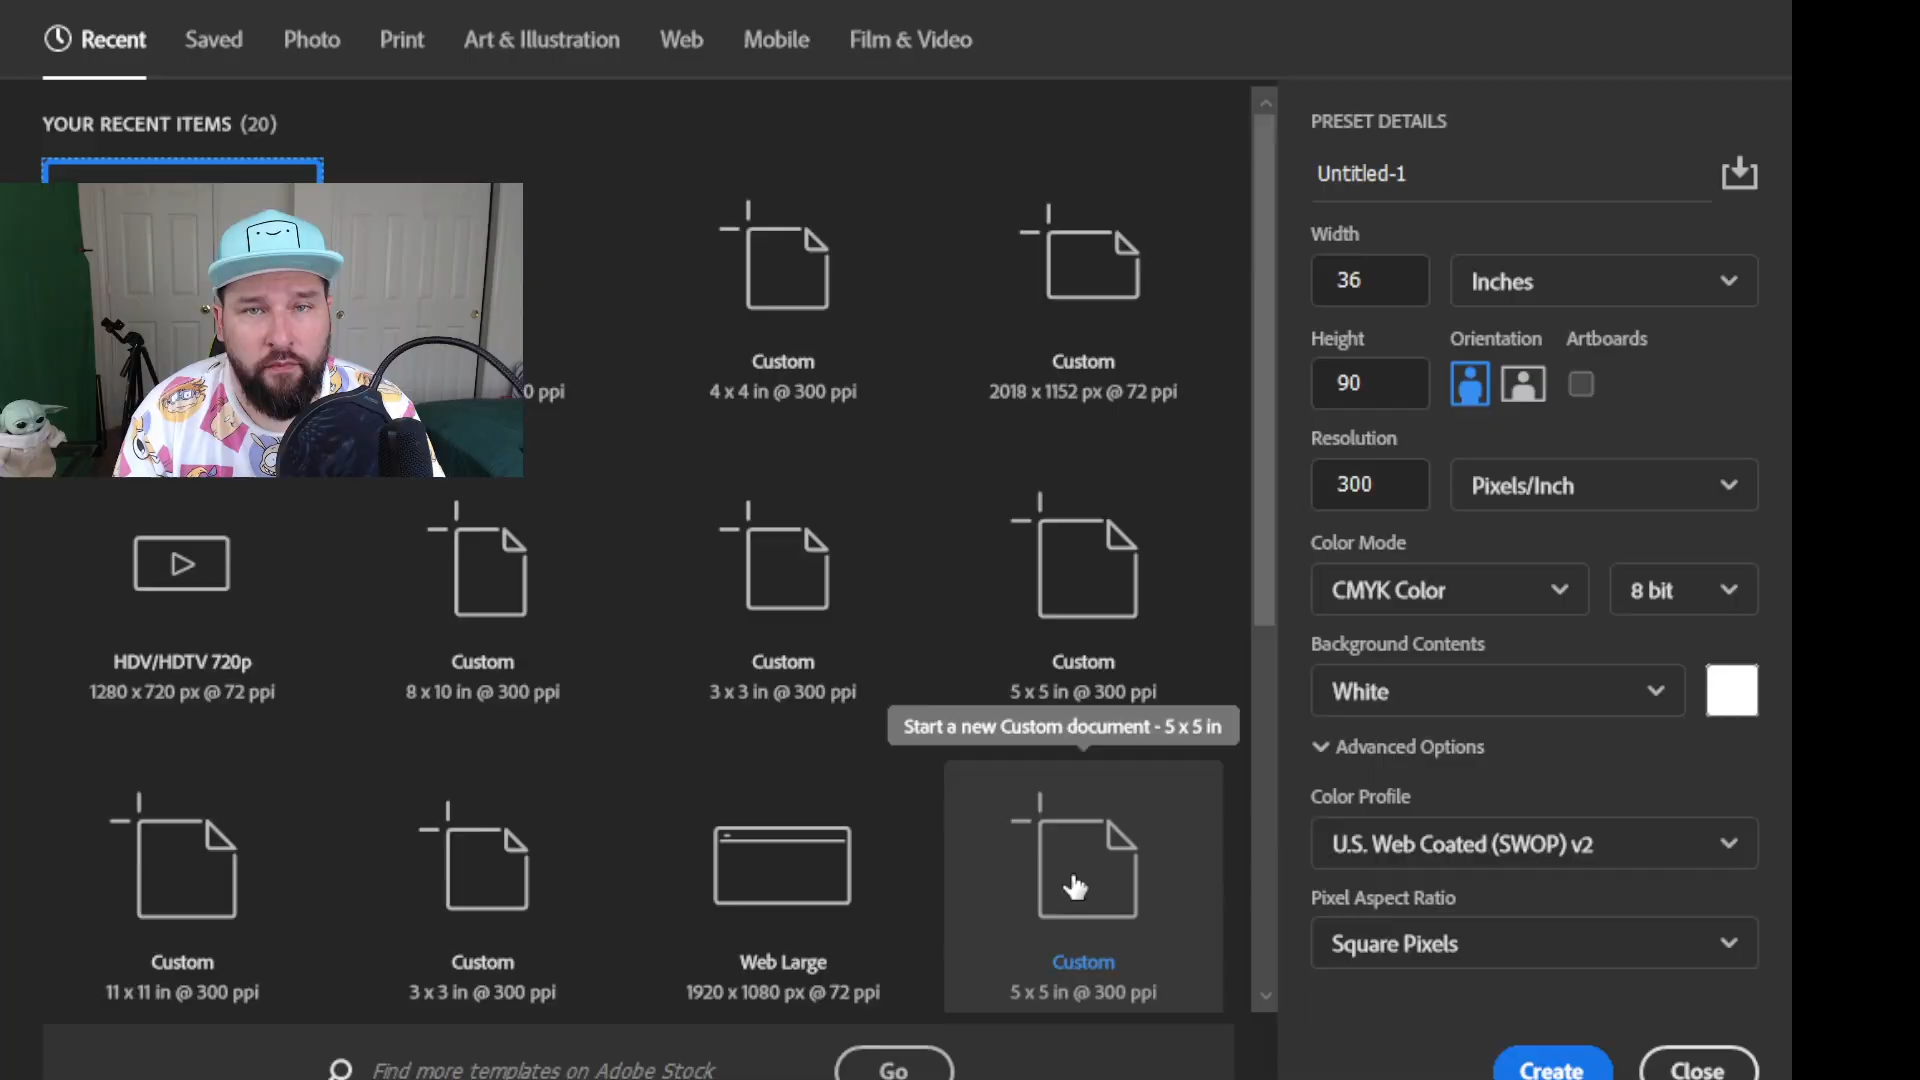 Recent
Saved
Photo
Print
Art & Illustration
Web
Mobile
Film & Video
YOUR RECENT ITEMS (20)
0 ppi
Custom
4 x 4 in @ 300 ppi
Custom
2018 x 1152 px @ 72 ppi
HDV/HDTV 720p
1280 x 720 px @ 72 ppi
Custom
8 x 10 in @ 300 ppi
Custom
3 x 3 in @ 300 ppi
Custom
5 x 5 in @ 300 ppi
Start a new Custom document - 5 x 5 in
Custom
11 x 11 in @ 300 ppi
Custom
3 x 3 in @ 300 ppi
Web Large
1920 x 1080 px @ 72 ppi
Custom
5 x 5 in @ 300 ppi
Find more templates on Adobe Stock
Go
PRESET DETAILS
Untitled-1
Width
36
Inches
Height
Orientation
Artboards
90
Resolution
300
Pixels/Inch
Color Mode
CMYK Color
8 bit
Background Contents
White
Advanced Options
Color Profile
U.S. Web Coated (SWOP) v2
Pixel Aspect Ratio
Square Pixels
Create
Close